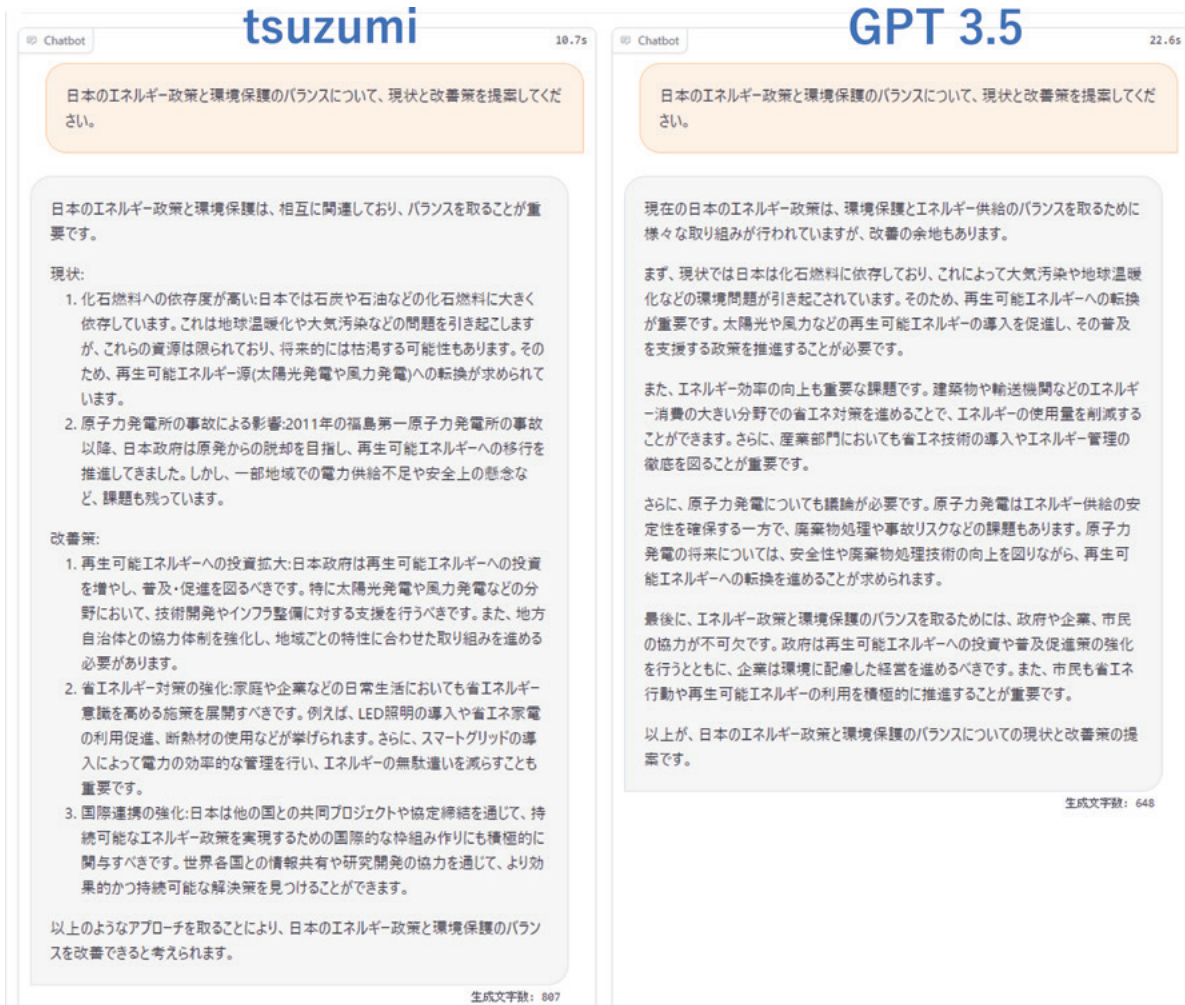 tsuzumi
Chatbot
10.7s
日本のエネルギー政策と環境保護のバランスについて、現状と改善策を提案してくだ
さい。
日本のエネルギー政策と環境保護は、相互に関連しており、バランスを取ることが重
要です。
現状:
1. 化石燃料への依存度が高い:日本では石炭や石油などの化石燃料に大きく
依存しています。これは地球温暖化や大気汚染などの問題を引き起こします
が、これらの資源は限られており、将来的には枯渇する可能性もあります。その
ため、再生可能エネルギー源(太陽光発電や風力発電)への転換が求められて
います。
2. 原子力発電所の事故による影響:2011年の福島第一原子力発電所の事故
以降、日本政府は原発からの脱却を目指し、再生可能エネルギーへの移行を
推進してきました。しかし、一部地域での電力供給不足や安全上の懸念な
ど、課題も残っています。
改善策:
1. 再生可能エネルギーへの投資拡大:日本政府は再生可能エネルギーへの投資
を増やし、普及・促進を図るべきです。特に太陽光発電や風力発電などの分
野において、技術開発やインフラ整備に対する支援を行うべきです。また、地方
自治体との協力体制を強化し、地域ごとの特性に合わせた取り組みを進める
必要があります。
2. 省エネルギー対策の強化:家庭や企業などの日常生活においても省エネルギー
意識を高める施策を展開すべきです。例えば、LED照明の導入や省エネ家電
の利用促進、断熱材の使用などが挙げられます。さらに、スマートグリッドの導
入によって電力の効率的な管理を行い、エネルギーの無駄遣いを減らすことも
重要です。
3. 国際連携の強化:日本は他の国との共同プロジェクトや協定締結を通じて、持
続可能なエネルギー政策を実現するための国際的な枠組み作りにも積極的に
関与すべきです。世界各国との情報共有や研究開発の協力を通じて、より効
果的かつ持続可能な解決策を見つけることができます。
以上のようなアプローチを取ることにより、日本のエネルギー政策と環境保護のバラン
スを改善できると考えられます。
生成文字数: 807
GPT 3.5
Chatbot
22.6s
日本のエネルギー政策と環境保護のバランスについて、現状と改善策を提案してくだ
さい。
現在の日本のエネルギー政策は、環境保護とエネルギー供給のバランスを取るために
様々な取り組みが行われていますが、改善の余地もあります。
まず、現状では日本は化石燃料に依存しており、これによって大気汚染や地球温暖
化などの環境問題が引き起こされています。そのため、再生可能エネルギーへの転換
が重要です。太陽光や風力などの再生可能エネルギーの導入を促進し、その普及
を支援する政策を推進することが必要です。
また、エネルギー効率の向上も重要な課題です。建築物や輸送機関などのエネルギ
ー消費の大きい分野での省エネ対策を進めることで、エネルギーの使用量を削減する
ことができます。さらに、産業部門においても省エネ技術の導入やエネルギー管理の
徹底を図ることが重要です。
さらに、原子力発電についても議論が必要です。原子力発電はエネルギー供給の安
定性を確保する一方で、廃棄物処理や事故リスクなどの課題もあります。原子力
発電の将来については、安全性や廃棄物処理技術の向上を図りながら、再生可
能エネルギーへの転換を進めることが求められます。
最後に、エネルギー政策と環境保護のバランスを取るためには、政府や企業、市民
の協力が不可欠です。政府は再生可能エネルギーへの投資や普及促進策の強化
を行うとともに、企業は環境に配慮した経営を進めるべきです。また、市民も省エネ
行動や再生可能エネルギーの利用を積極的に推進することが重要です。
以上が、日本のエネルギー政策と環境保護のバランスについての現状と改善策の提
案です。
生成文字数: 648